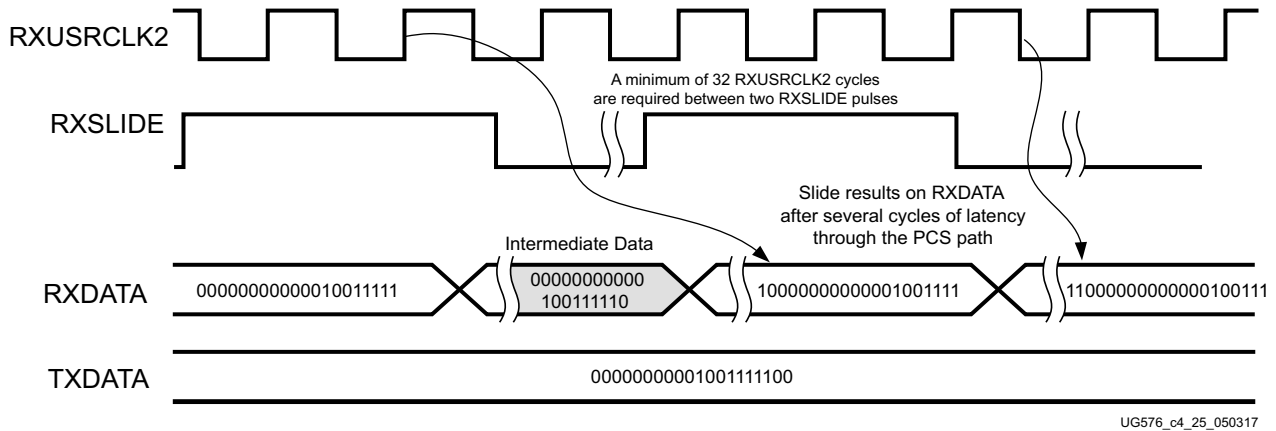 RXUSRCLK2
A minimum of 32 RXUSRCLK2 cycles
are required between two RXSLIDE pulses
RXSLIDE
Slide results on RXDATA
after several cycles of latency
through the PCS path
Intermediate Data
RXDATA
00000000000010011111
00000000000
100111110
10000000000001001111
11000000000000100111
TXDATA
00000000001001111100
UG576_c4_25_050317